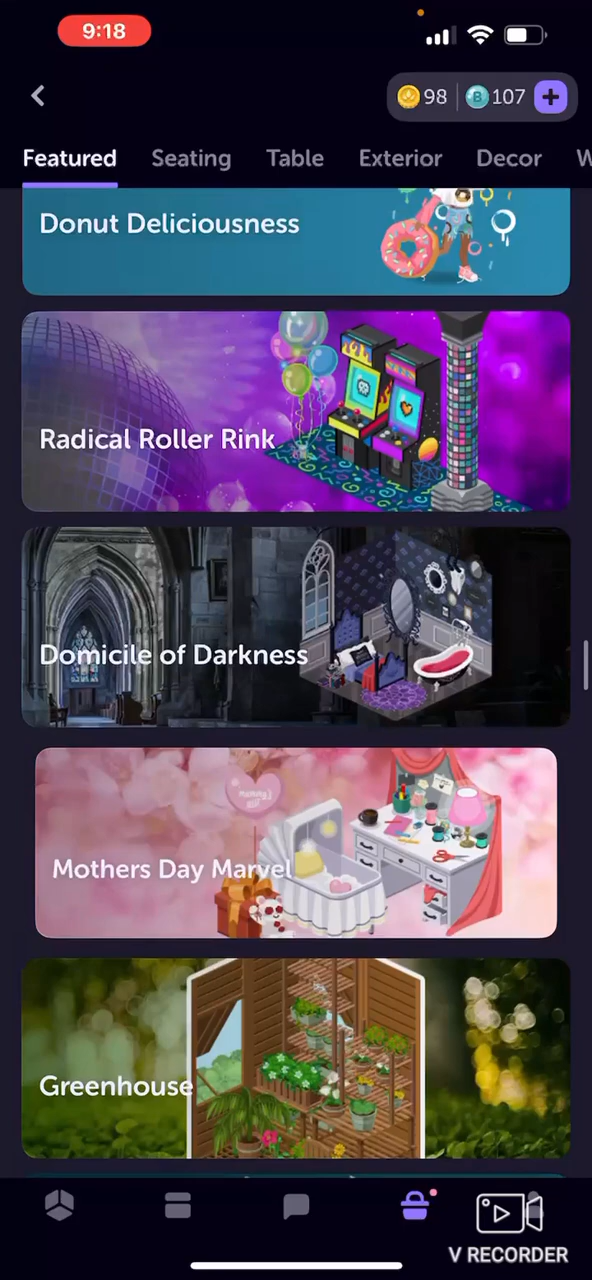 9:18
98
B 107
Featured Seating Table Exterior Decor W
Donut Deliciousness
Radical Roller Rink
Domicile of Darkness
Mothers Day Marvel
Greenhouse
V RECORDER